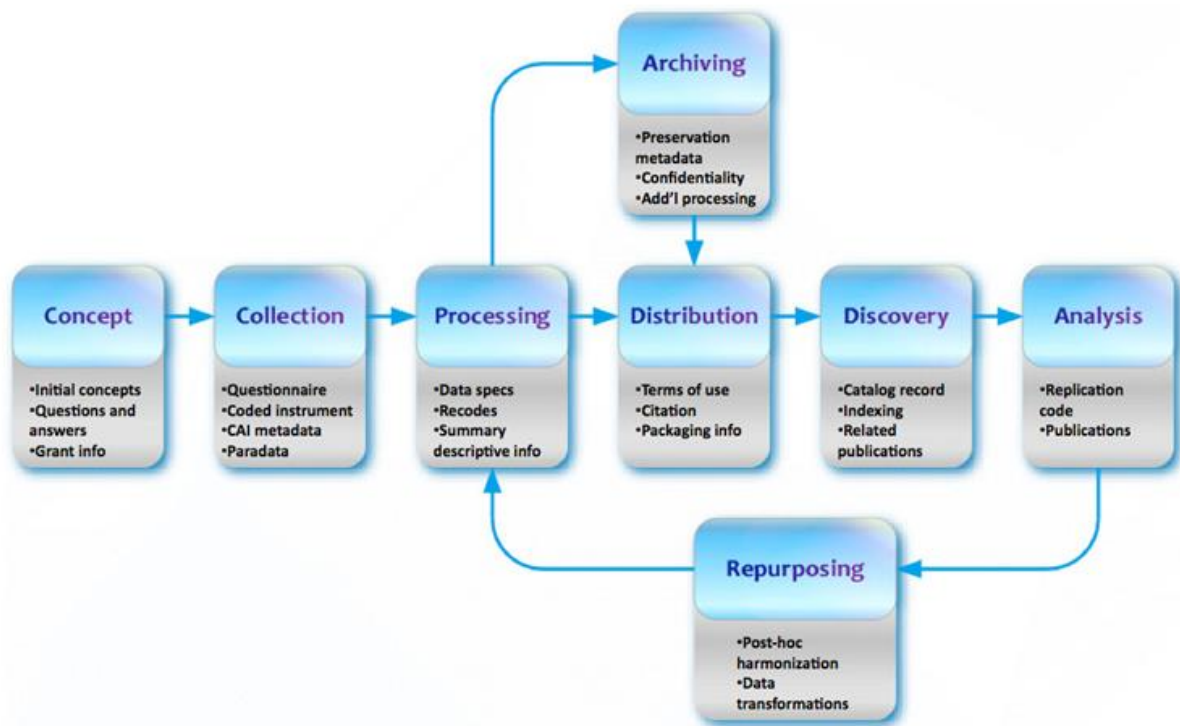 Archiving
•Preservation
metadata
•Confidentiality
•Add'l processing
Concept
•Initial concepts
•Questions and
answers
•Grant info
Collection
•Questionnaire
•Coded instrument
•CAI metadata
•Paradata
Processing
•Data specs
•Recodes
•Summary
descriptive info
Distribution
•Terms of use
•Citation
•Packaging info
Discovery
•Catalog record
•Indexing
•Related
publications
Analysis
•Replication
code
•Publications
Repurposing
•Post-hoc
harmonization
•Data
transformations